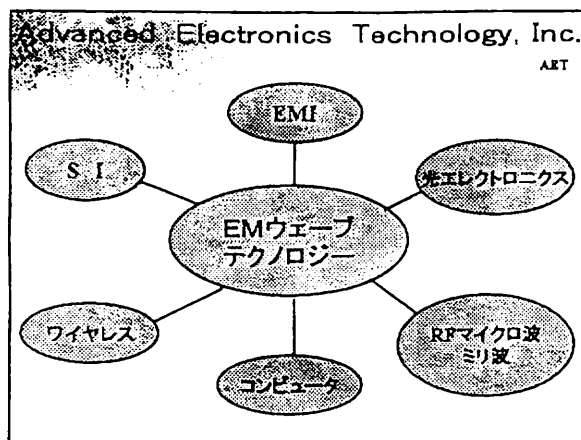 Advanced Electronics Technology, Inc.
AET
EMI
S I
光エレクトロニクス
EMウェーブ
テクノロジー
ワイヤレス
RFマイクロ波
ミリ波
コンピュータ